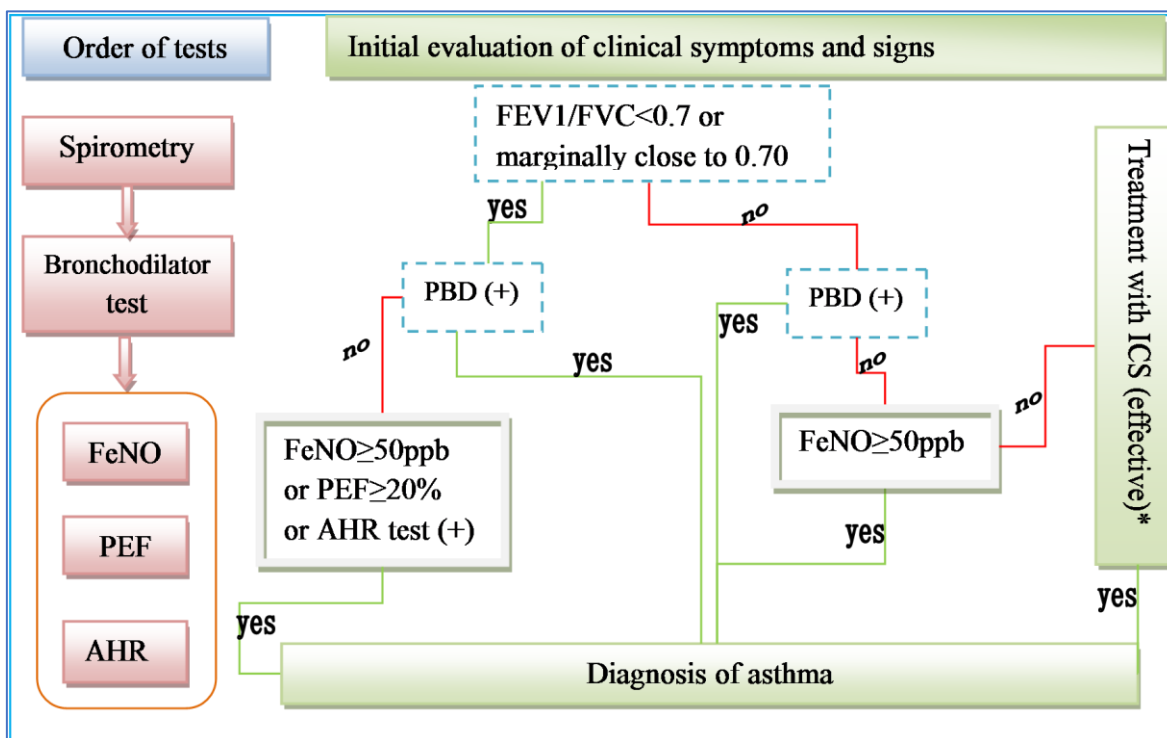 Order of tests
Initial evaluation of clinical symptoms and signs
Spirometry
Bronchodilator
test
FeNO
PEF
AHR
FEV1/FVC<0.7 or
marginally close to 0.70
yes
no
PBD (+)
PBD (+)
no
yes
yes
no
no
FeNO≥50ppb
or PEF≥20%
or AHR test (+)
FeNO≥50ppb
yes
yes
yes
Treatment with ICS (effective)*
Diagnosis of asthma